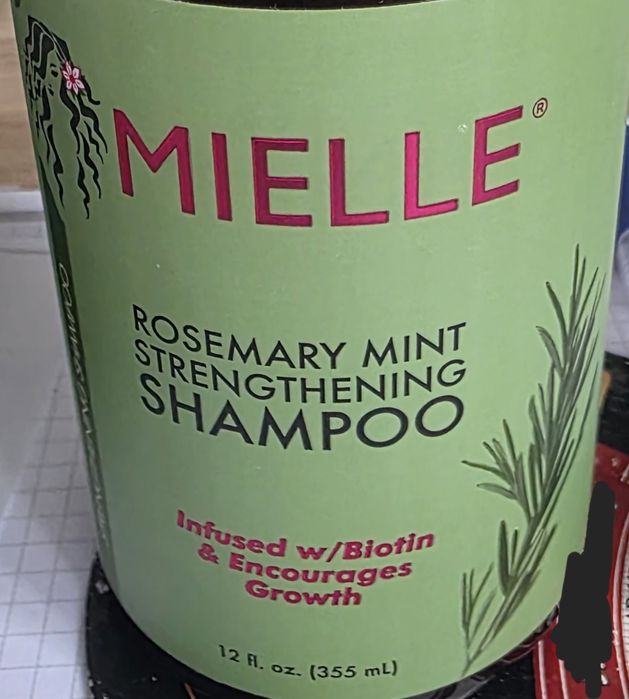 MIELLE®
ROSEMARY MINT
STRENGTHENING
SHAMPOO
Infused w/Biotin
& Encourages
Growth
12 fl. oz. (355 mL)